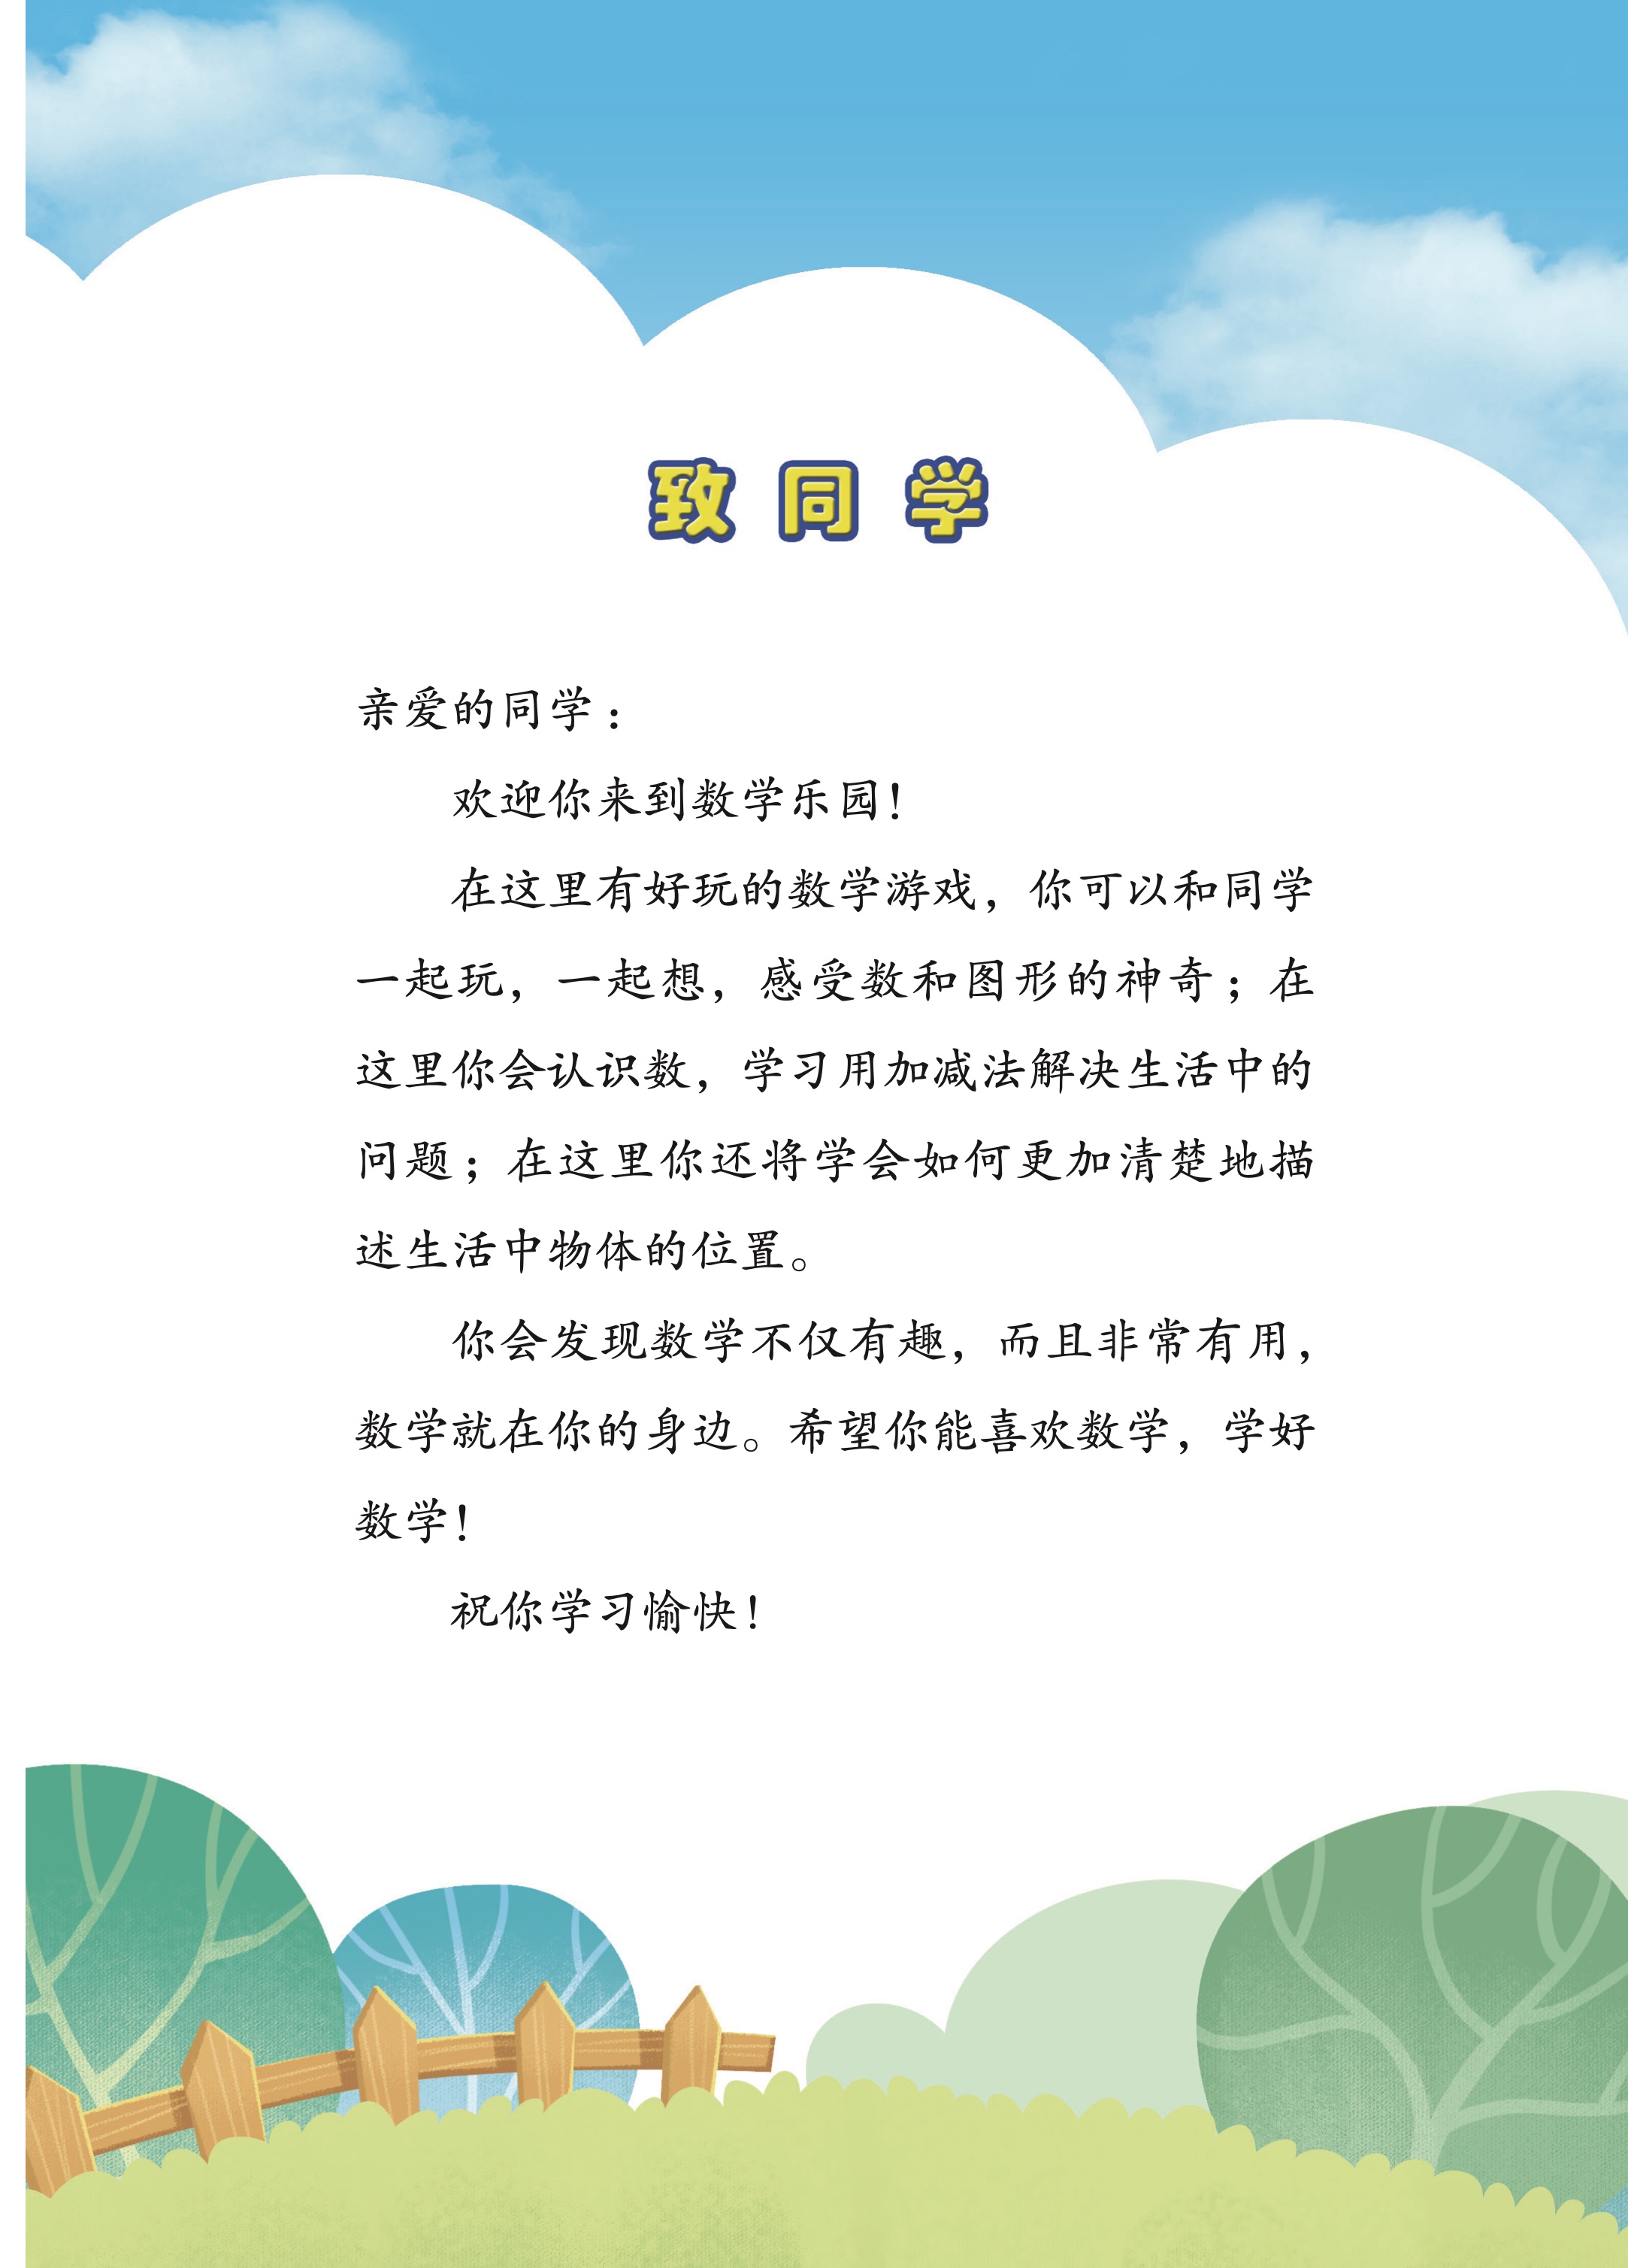 致同学
亲爱的同学：
欢迎你来到数学乐园！
在这里有好玩的数学游戏，你可以和同学
一起玩，一起想，感受数和图形的神奇；在
这里你会认识数，学习用加减法解决生活中的
问题；在这里你还将学会如何更加清楚地描
述生活中物体的位置。
你会发现数学不仅有趣，而且非常有用，
数学就在你的身边。希望你能喜欢数学，学好
数学！
祝你学习愉快！